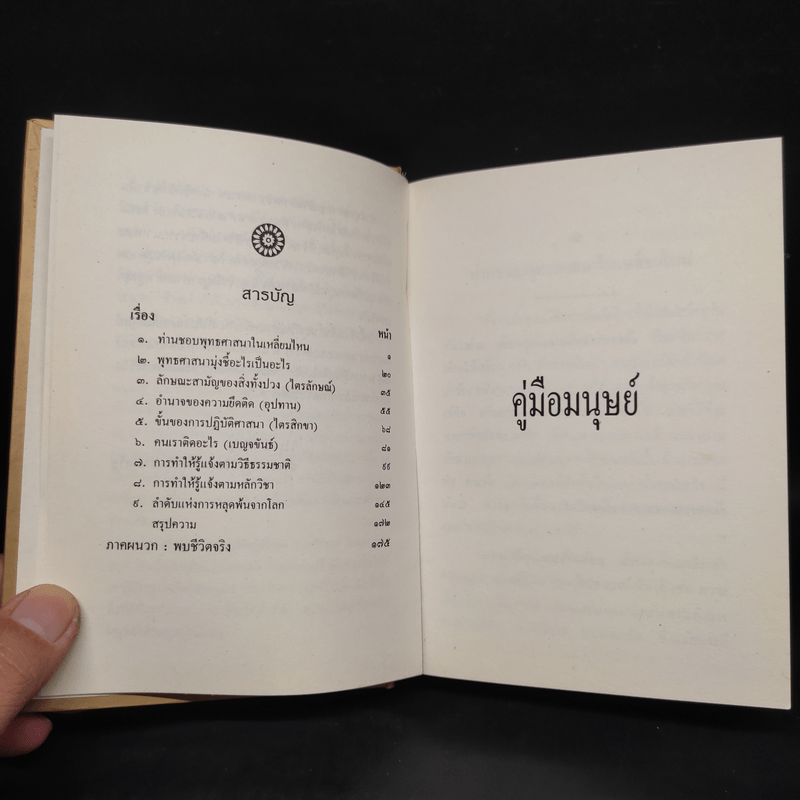 สารบัญ
เรื่อง หน้า
๑. ท่านชอบพุทธศาสนาในเหลี่ยมไหน ๑
๒. พุทธศาสนามุ่งชี้อะไรเป็นอะไร ๒๐
๓. ลักษณะสามัญของสิ่งทั้งปวง (ไตรลักษณ์) ๓๕
๔. อำนาจของความยึดติด (อุปทาน) ๕๕
๕. ขั้นของการปฏิบัติศาสนา (ไตรสิกขา) ๖๘
๖. คนเราติดอะไร (เบญจขันธ์) ๘๑
๗. การทำให้รู้แจ้งตามวิธีธรรมชาติ ๙๙
๘. การทำให้รู้แจ้งตามหลักวิชา ๑๒๓
๙. ลำดับแห่งการหลุดพ้นจากโลก ๑๔๕
สรุปความ ๑๗๒
ภาคผนวก : พบชีวิตจริง ๑๗๕
คู่มือมนุษย์